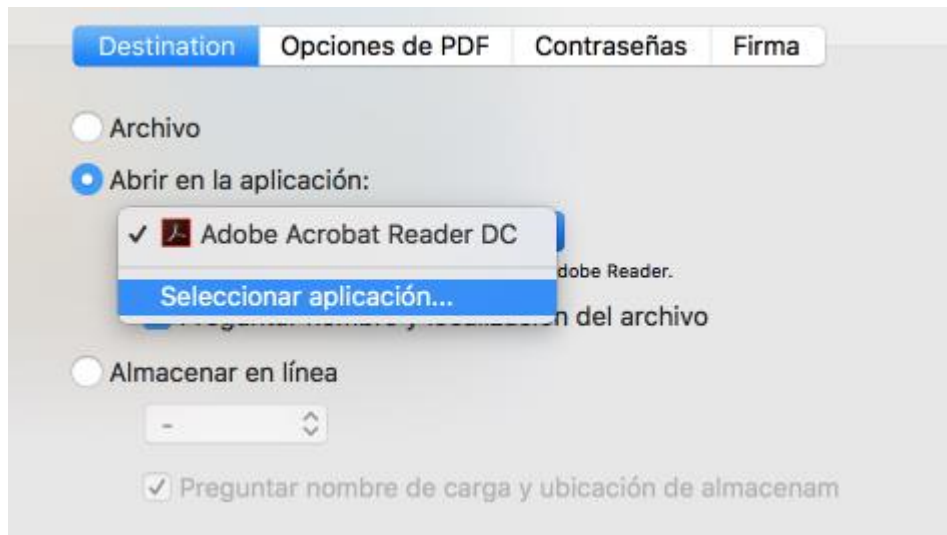 Destination Opciones de PDF Contraseñas Firma
Archivo
Abrir en la aplicación:
Adobe Acrobat Reader DC
dobe Reader.
Seleccionar aplicación...
del archivo
Almacenar en línea
-
Preguntar nombre de carga y ubicación de almacenam